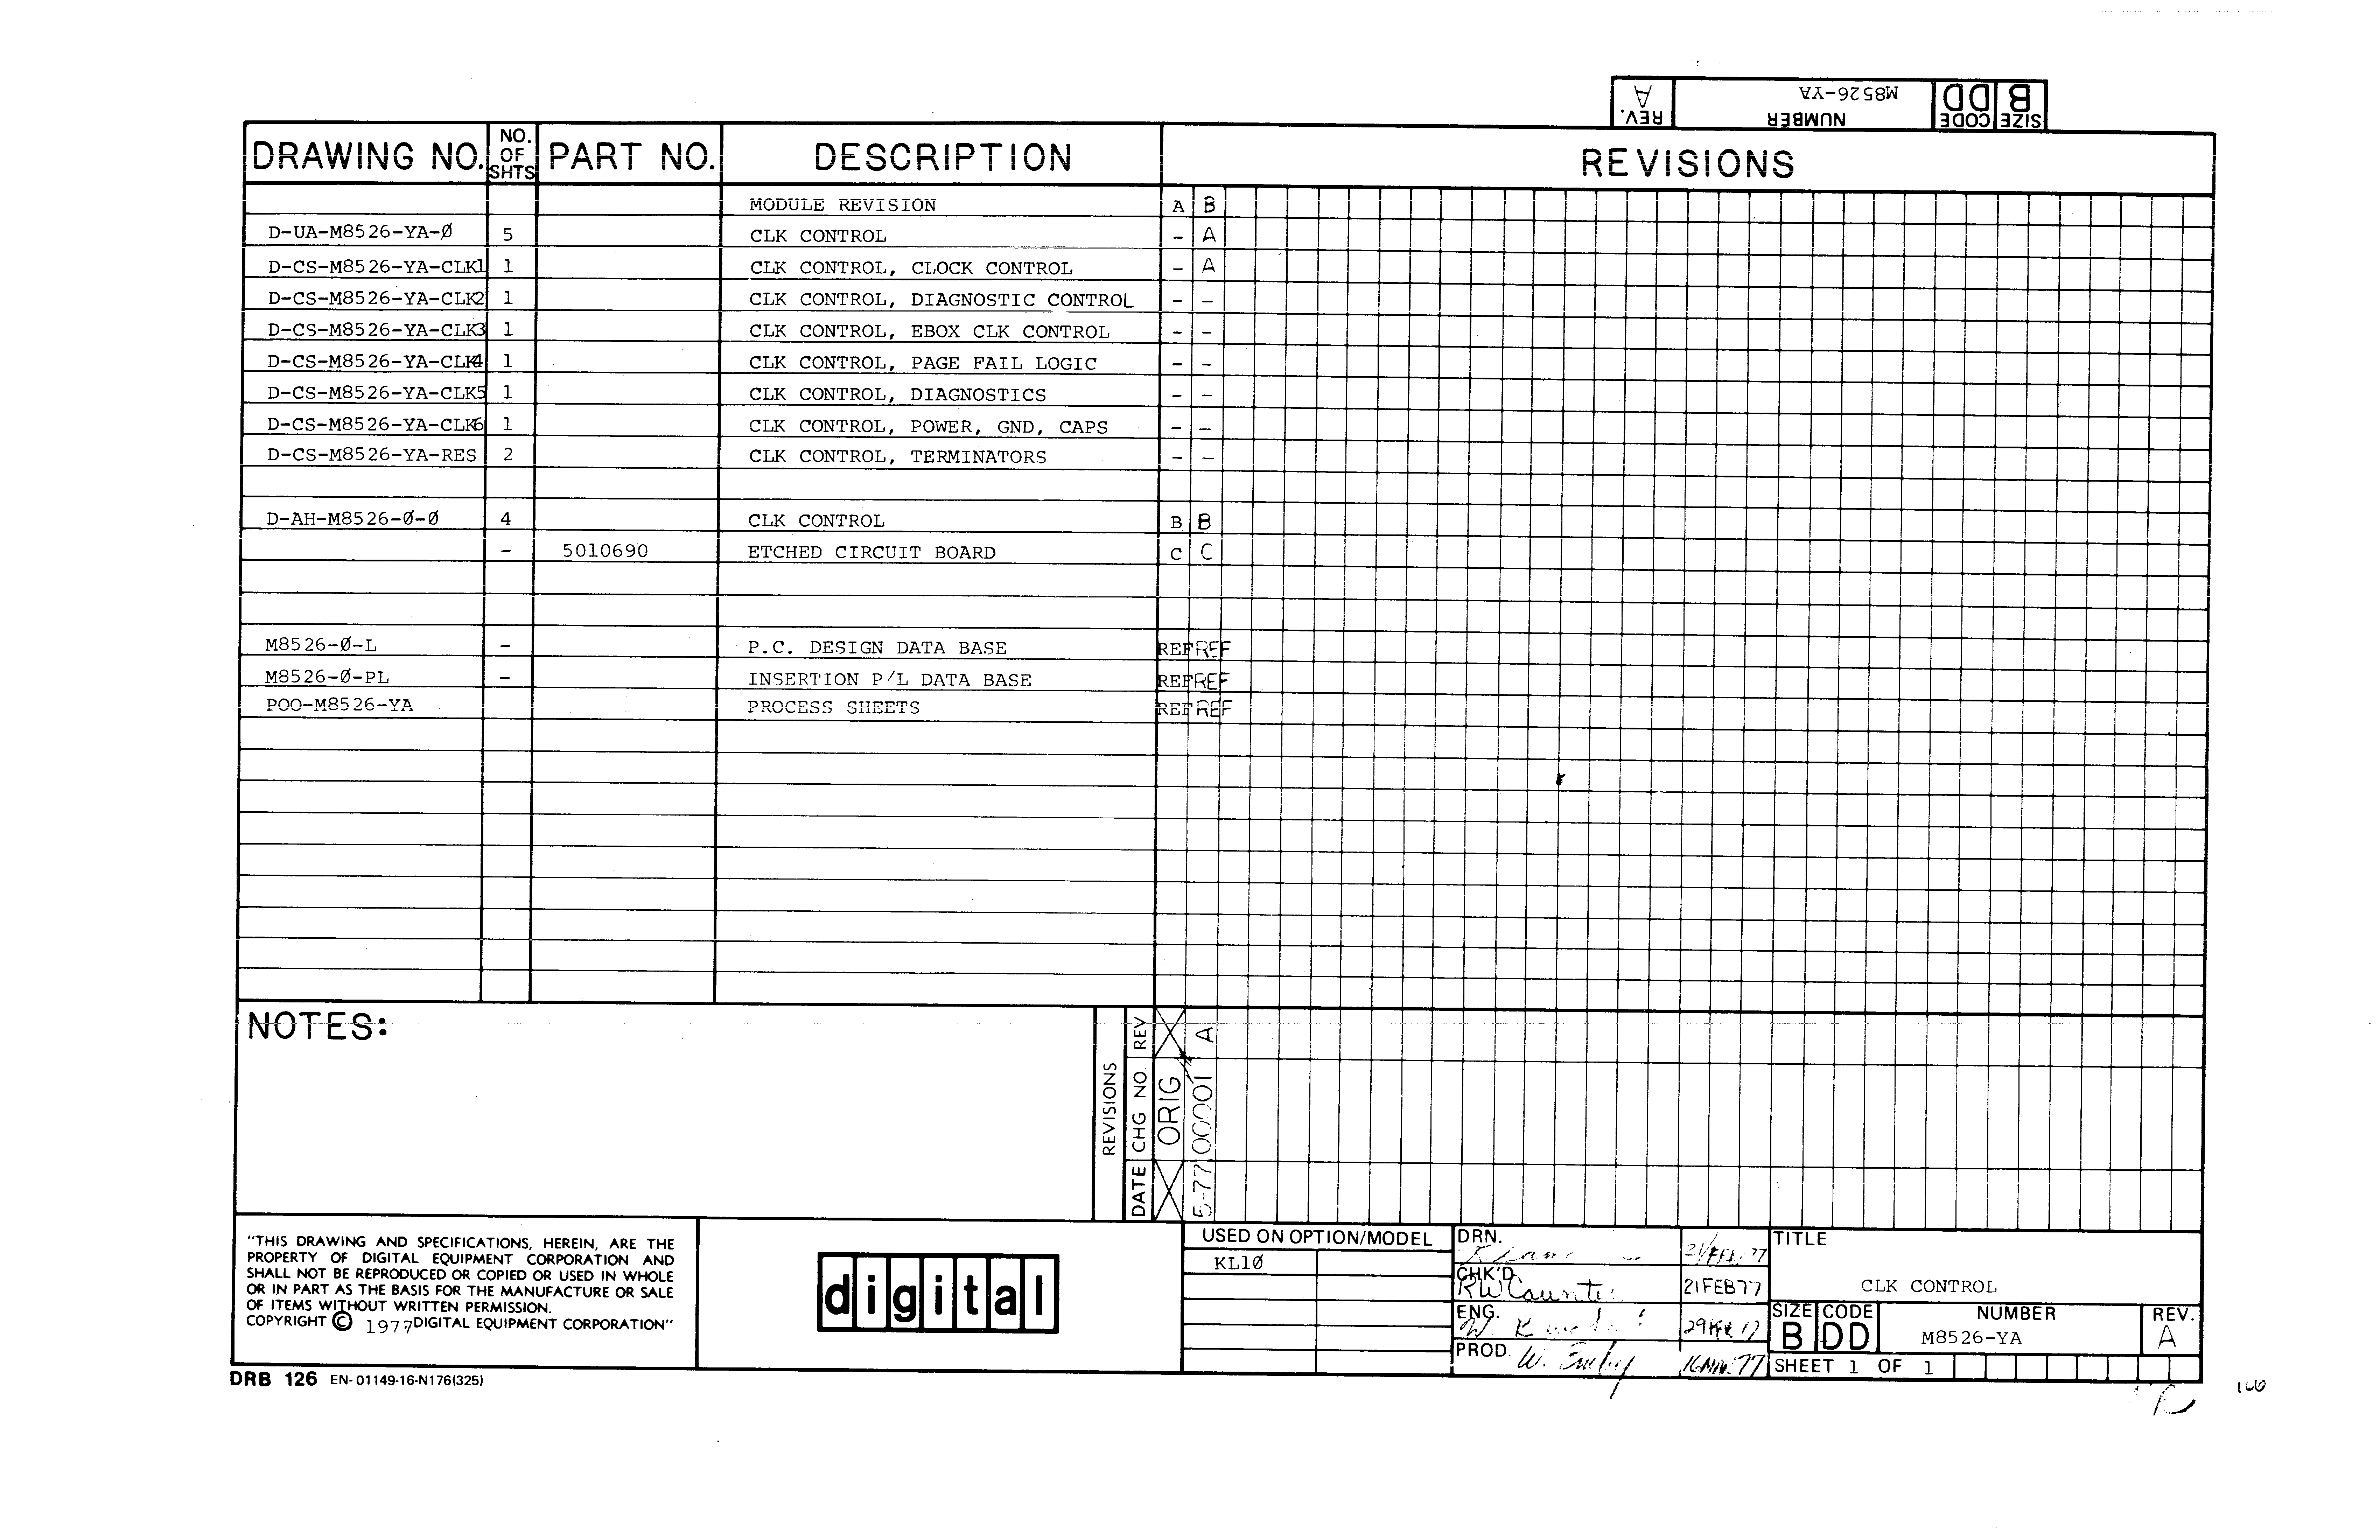 SIZE CODE NUMBER REV.
B DD M8526-YA A
DRAWING NO. NO. OF SHTS PART NO. DESCRIPTION REVISIONS
MODULE REVISION A B
D-UA-M8526-YA-Ø 5 CLK CONTROL - A
D-CS-M8526-YA-CLK1 1 CLK CONTROL, CLOCK CONTROL - A
D-CS-M8526-YA-CLK2 1 CLK CONTROL, DIAGNOSTIC CONTROL - -
D-CS-M8526-YA-CLK3 1 CLK CONTROL, EBOX CLK CONTROL - -
D-CS-M8526-YA-CLK4 1 CLK CONTROL, PAGE FAIL LOGIC - -
D-CS-M8526-YA-CLK5 1 CLK CONTROL, DIAGNOSTICS - -
D-CS-M8526-YA-CLK6 1 CLK CONTROL, POWER, GND, CAPS - -
D-CS-M8526-YA-RES 2 CLK CONTROL, TERMINATORS - -
D-AH-M8526-Ø-Ø 4 CLK CONTROL B B
- 5010690 ETCHED CIRCUIT BOARD C C
M8526-Ø-L - P.C. DESIGN DATA BASE REF REF
M8526-Ø-PL - INSERTION P/L DATA BASE REF REF
POO-M8526-YA PROCESS SHEETS REF REF
NOTES:
REVISIONS
DATE CHG NO. REV
ORIG
5-77 00001 A
"THIS DRAWING AND SPECIFICATIONS, HEREIN, ARE THE
PROPERTY OF DIGITAL EQUIPMENT CORPORATION AND
SHALL NOT BE REPRODUCED OR COPIED OR USED IN WHOLE
OR IN PART AS THE BASIS FOR THE MANUFACTURE OR SALE
OF ITEMS WITHOUT WRITTEN PERMISSION.
COPYRIGHT © 1977 DIGITAL EQUIPMENT CORPORATION"
digital
USED ON OPTION/MODEL
KL1Ø
DRN.
CHK'D 21FEB77
ENG.
PROD. W.
TITLE
CLK CONTROL
SIZE CODE NUMBER REV.
B DD M8526-YA A
SHEET 1 OF 1
DRB 126 EN-01149-16-N176(325)